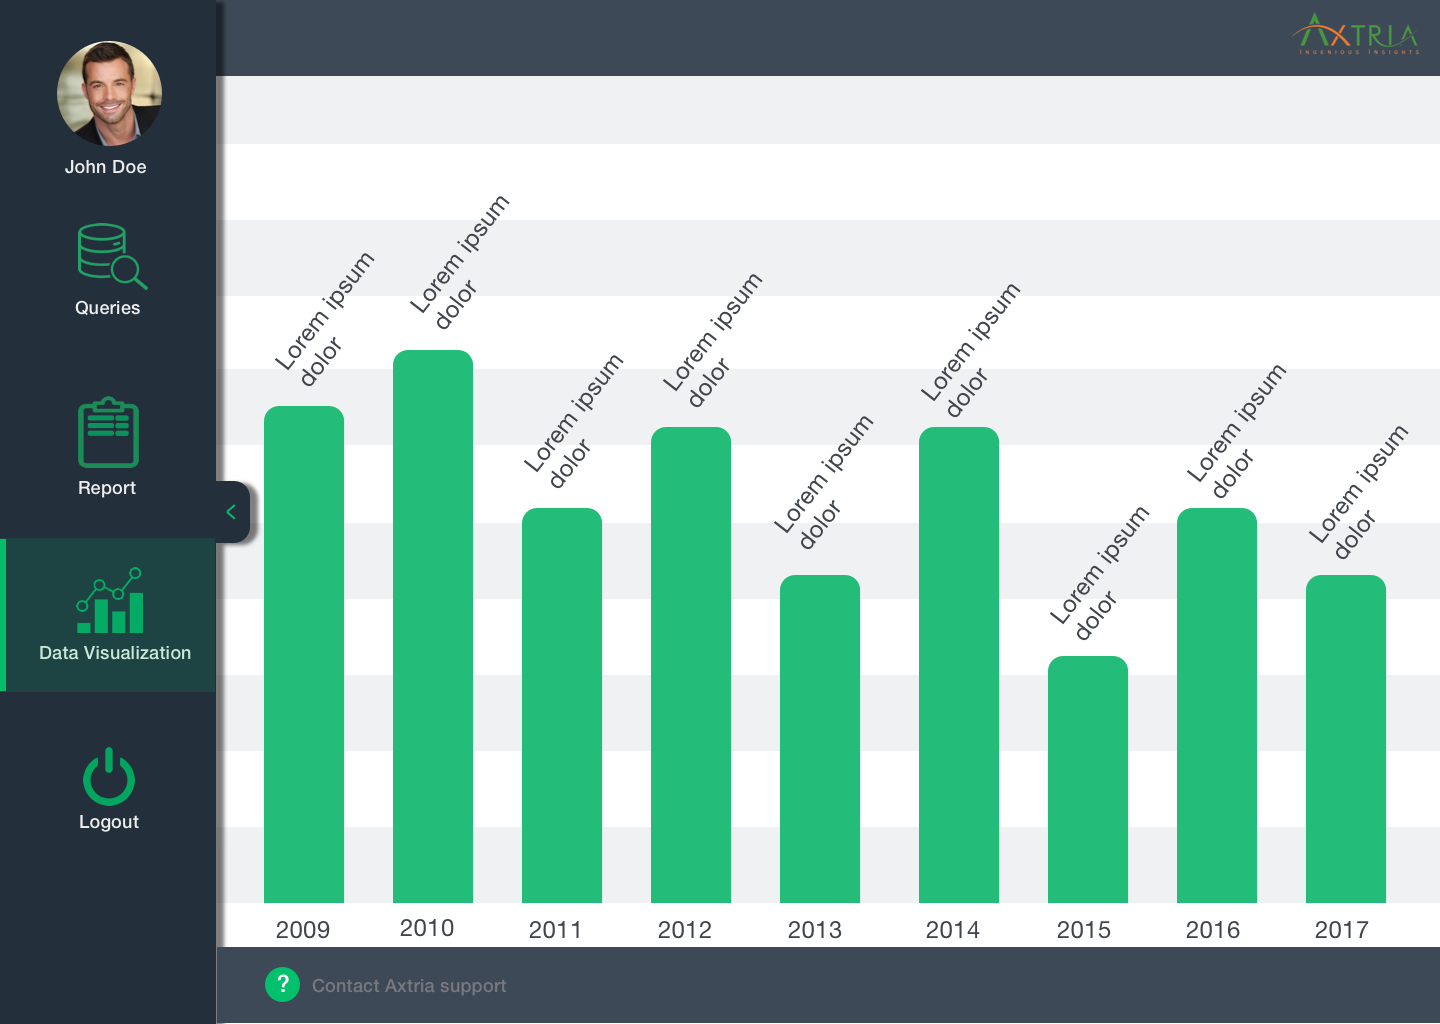 AXTRIA
INGENIOUS INSIGHTS
John Doe
Queries
Report
Data Visualization
Logout
Lorem ipsum
dolor
Lorem ipsum
dolor
Lorem ipsum
dolor
Lorem ipsum
dolor
Lorem ipsum
dolor
Lorem ipsum
dolor
Lorem ipsum
dolor
Lorem ipsum
dolor
Lorem ipsum
dolor
2009 2010 2011 2012 2013 2014 2015 2016 2017
? Contact Axtria support